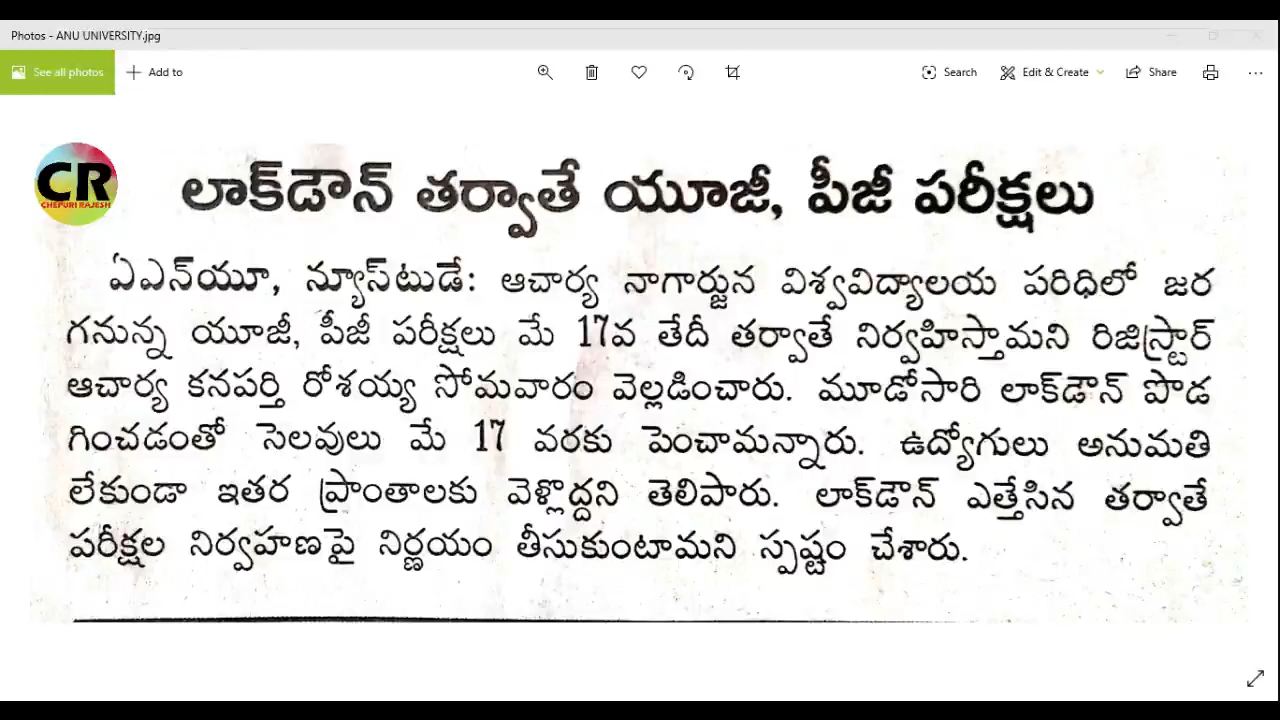 Photos - ANU UNIVERSITY.jpg
See all photos
Add to
Search
Edit & Create
Share
CR
CHEPURI RAJESH
లాక్‌డౌన్ తర్వాతే యూజీ, పీజీ పరీక్షలు
ఏఎన్‌యూ, న్యూస్‌టుడే: ఆచార్య నాగార్జున విశ్వవిద్యాలయ పరిధిలో జర
గనున్న యూజీ, పీజీ పరీక్షలు మే 17వ తేదీ తర్వాతే నిర్వహిస్తామని రిజిస్ట్రార్
ఆచార్య కనపర్తి రోశయ్య సోమవారం వెల్లడించారు. మూడోసారి లాక్‌డౌన్ పొడ
గించడంతో సెలవులు మే 17 వరకు పెంచామన్నారు. ఉద్యోగులు అనుమతి
లేకుండా ఇతర ప్రాంతాలకు వెళ్లొద్దని తెలిపారు. లాక్‌డౌన్ ఎత్తేసిన తర్వాతే
పరీక్షల నిర్వహణపై నిర్ణయం తీసుకుంటామని స్పష్టం చేశారు.